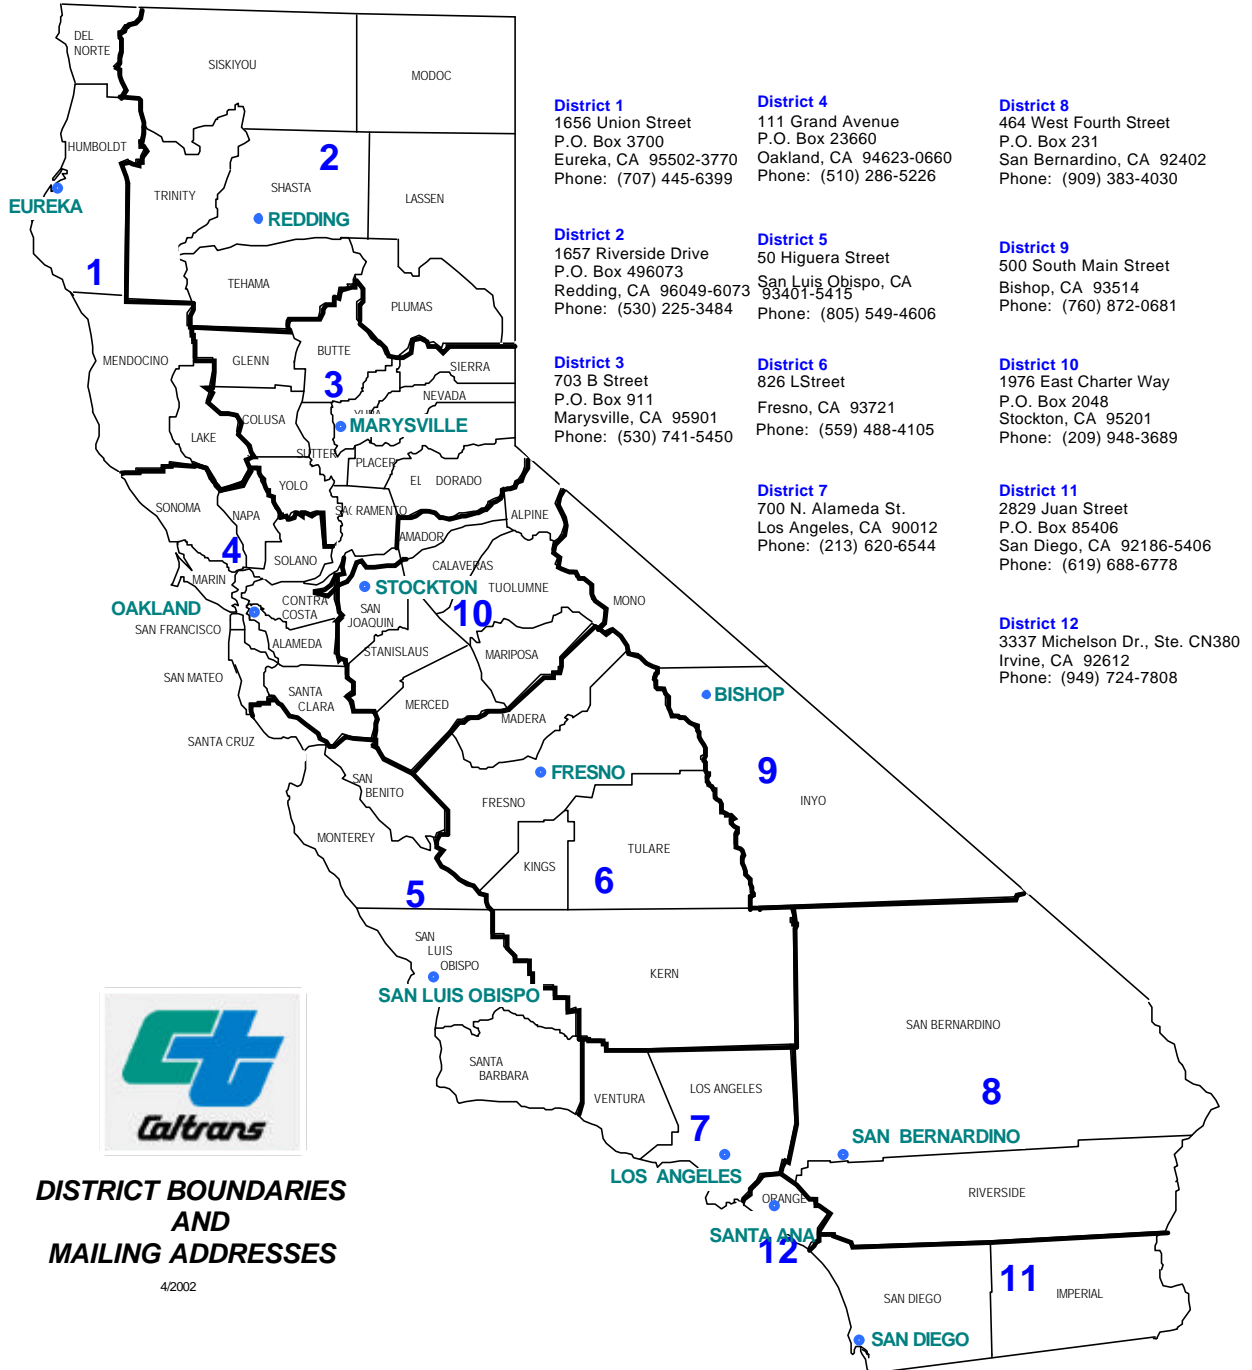 DEL
NORTE
SISKIYOU
MODOC
HUMBOLDT
2
TRINITY
SHASTA
LASSEN
EUREKA
REDDING
1
TEHAMA
PLUMAS
MENDOCINO
GLENN
BUTTE
SIERRA
3
NEVADA
COLUSA
YUBA
MARYSVILLE
LAKE
SUTTER
PLACER
YOLO
EL DORADO
SONOMA
NAPA
SACRAMENTO
ALPINE
AMADOR
4
SOLANO
CALAVERAS
MARIN
STOCKTON
TUOLUMNE
MONO
OAKLAND
CONTRA
COSTA
SAN
JOAQUIN
10
SAN FRANCISCO
ALAMEDA
STANISLAUS
MARIPOSA
SAN MATEO
SANTA
CLARA
MERCED
BISHOP
MADERA
SANTA CRUZ
FRESNO
9
SAN
BENITO
FRESNO
INYO
MONTEREY
TULARE
KINGS
6
5
SAN
LUIS
OBISPO
KERN
SAN LUIS OBISPO
SAN BERNARDINO
SANTA
BARBARA
VENTURA
LOS ANGELES
8
7
SAN BERNARDINO
LOS ANGELES
RIVERSIDE
ORANGE
SANTA ANA
12
11
SAN DIEGO
IMPERIAL
SAN DIEGO
District 1
1656 Union Street
P.O. Box 3700
Eureka, CA 95502-3770
Phone: (707) 445-6399
District 2
1657 Riverside Drive
P.O. Box 496073
Redding, CA 96049-6073
Phone: (530) 225-3484
District 3
703 B Street
P.O. Box 911
Marysville, CA 95901
Phone: (530) 741-5450
District 4
111 Grand Avenue
P.O. Box 23660
Oakland, CA 94623-0660
Phone: (510) 286-5226
District 5
50 Higuera Street
San Luis Obispo, CA
93401-5415
Phone: (805) 549-4606
District 6
826 LStreet
Fresno, CA 93721
Phone: (559) 488-4105
District 7
700 N. Alameda St.
Los Angeles, CA 90012
Phone: (213) 620-6544
District 8
464 West Fourth Street
P.O. Box 231
San Bernardino, CA 92402
Phone: (909) 383-4030
District 9
500 South Main Street
Bishop, CA 93514
Phone: (760) 872-0681
District 10
1976 East Charter Way
P.O. Box 2048
Stockton, CA 95201
Phone: (209) 948-3689
District 11
2829 Juan Street
P.O. Box 85406
San Diego, CA 92186-5406
Phone: (619) 688-6778
District 12
3337 Michelson Dr., Ste. CN380
Irvine, CA 92612
Phone: (949) 724-7808
Ct
Caltrans
DISTRICT BOUNDARIES
AND
MAILING ADDRESSES
4/2002